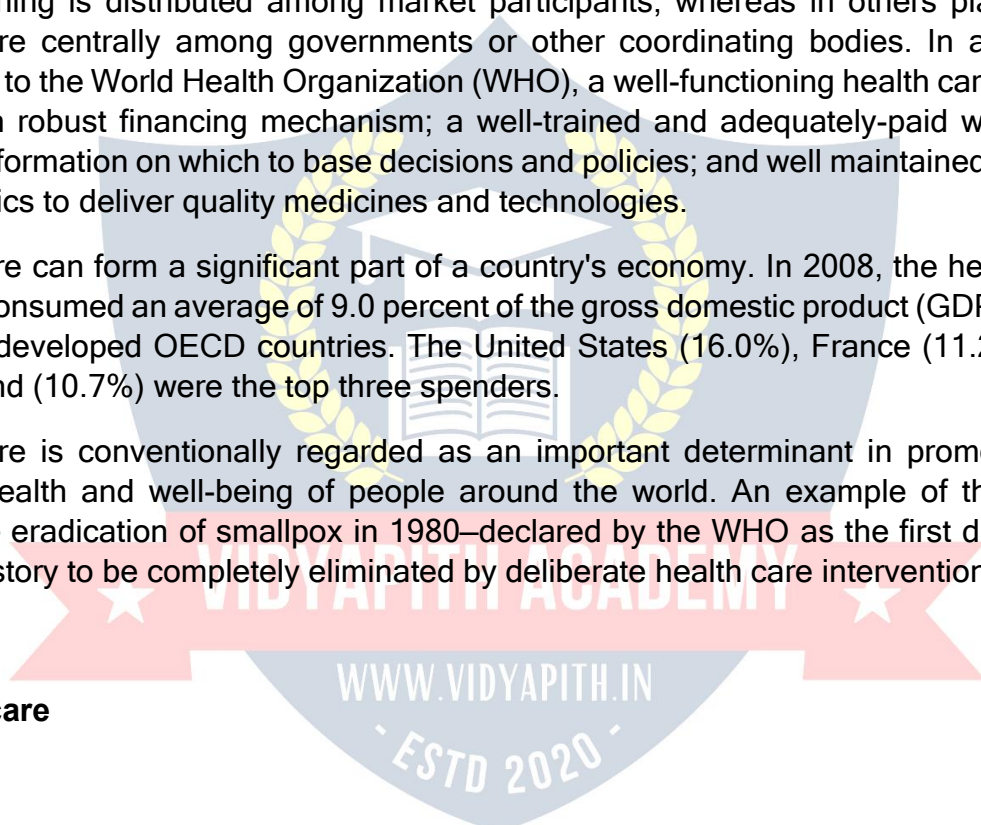 ning is distributed among market participants, whereas in others pla
re centrally among governments or other coordinating bodies. In a
to the World Health Organization (WHO), a well-functioning health car
robust financing mechanism; a well-trained and adequately-paid w
formation on which to base decisions and policies; and well maintained
ics to deliver quality medicines and technologies.
re can form a significant part of a country's economy. In 2008, the he
onsumed an average of 9.0 percent of the gross domestic product (GDP
developed OECD countries. The United States (16.0%), France (11.2
nd (10.7%) were the top three spenders.
re is conventionally regarded as an important determinant in promo
ealth and well-being of people around the world. An example of th
eradication of smallpox in 1980–declared by the WHO as the first d
story to be completely eliminated by deliberate health care intervention
VIDYAPITH ACADEMY
WWW.VIDYAPITH.IN
care
- ESTD 2020 -